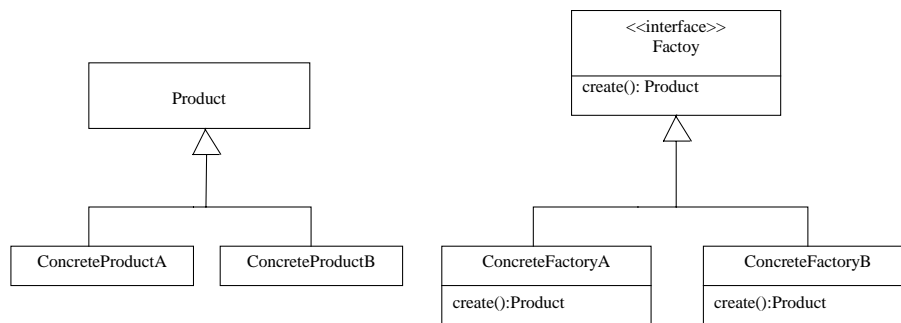 Product
ConcreteProductA
ConcreteProductB
<<interface>>
Factoy
create(): Product
ConcreteFactoryA
create():Product
ConcreteFactoryB
create():Product